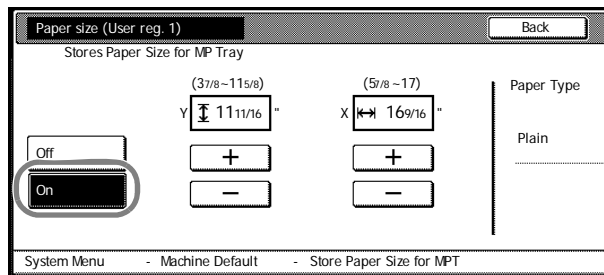 Paper size (User reg. 1)
Back
Stores Paper Size for MP Tray
(37/8~115/8)
(57/8~17)
Paper Type
Y 1111/16 "
X 169/16 "
Plain
Off
+
+
On
−
−
System Menu - Machine Default - Store Paper Size for MPT